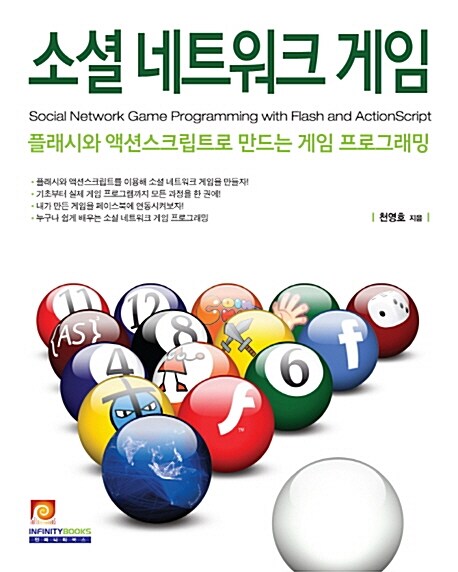 소셜 네트워크 게임
Social Network Game Programming with Flash and ActionScript
플래시와 액션스크립트로 만드는 게임 프로그래밍
• 플래시와 액션스크립트를 이용해 소셜 네트워크 게임을 만들자!
• 기초부터 실제 게임 프로그램까지 모든 과정을 한 권에!
• 내가 만든 게임을 페이스북에 연동시켜보자!
• 누구나 쉽게 배우는 소셜 네트워크 게임 프로그래밍
| 천영호 지음 |
11
12
{AS}
8
4
6
f
INFINITYBOOKS
인피니티북스